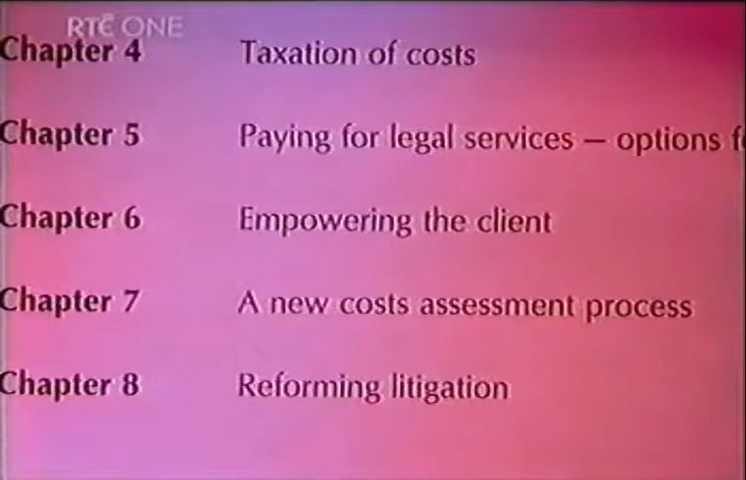 RTÉ ONE
Chapter 4 Taxation of costs
Chapter 5 Paying for legal services – options
Chapter 6 Empowering the client
Chapter 7 A new costs assessment process
Chapter 8 Reforming litigation